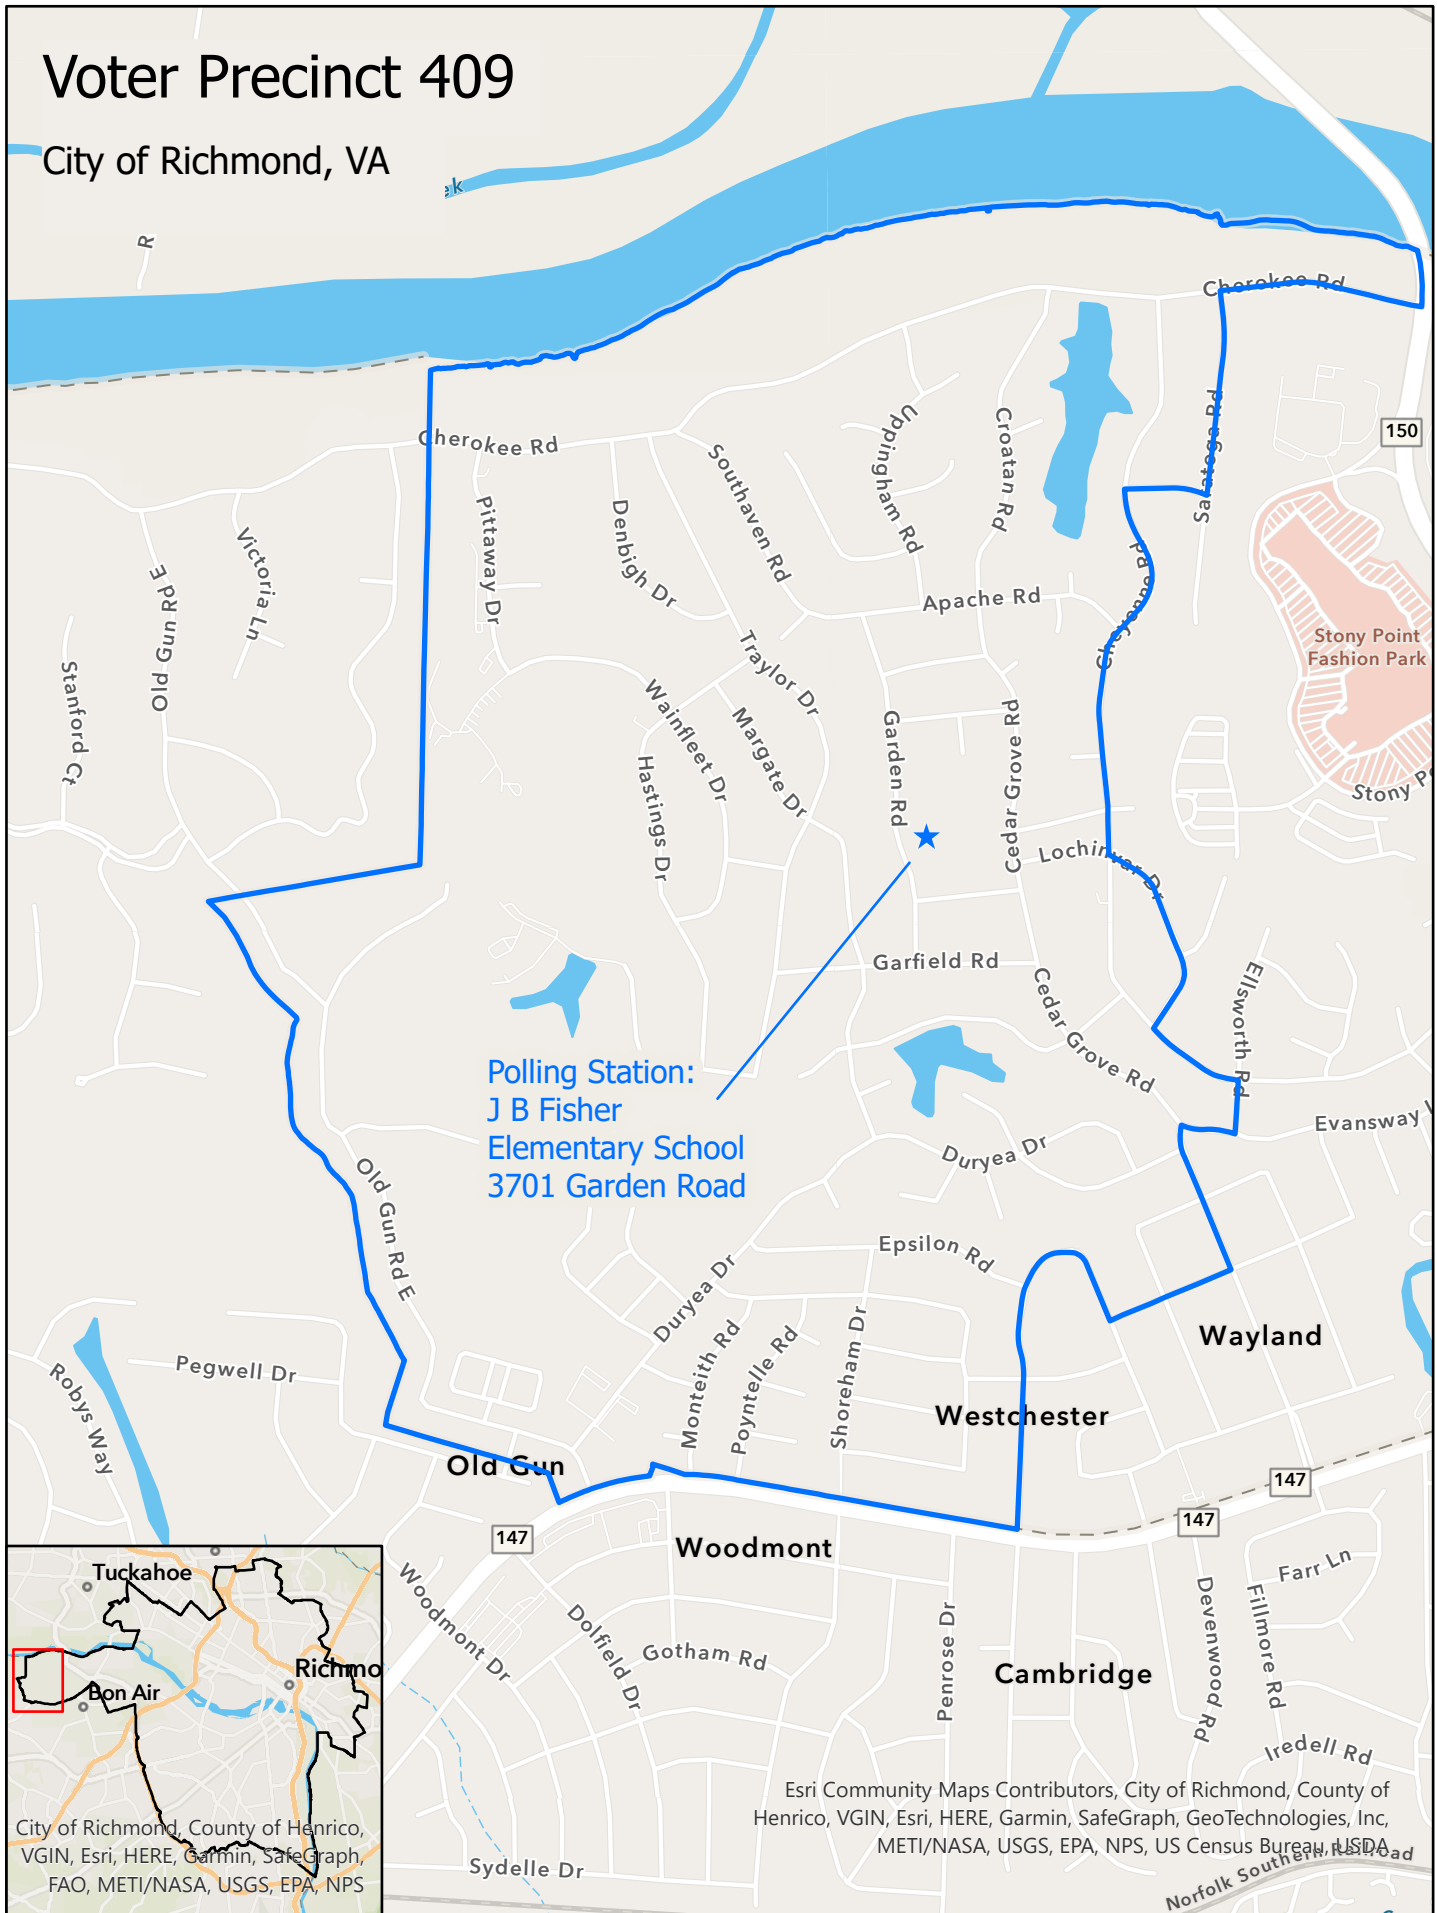 Voter Precinct 409
City of Richmond, VA
ek
R
Cherokee Rd
150
Cherokee Rd
Uppingham Rd
Croatan Rd
Saratoga Rd
Southaven Rd
Pittaway Dr
Denbigh Dr
Victoria Ln
Old Gun Rd E
Cheyenne Rd
Apache Rd
Stony Point
Fashion Park
Stanford Ct
Traylor Dr
Wainfleet Dr
Margate Dr
Garden Rd
Cedar Grove Rd
Hastings Dr
Stony P
Lochinvar Dr
Garfield Rd
Ellsworth Rd
Cedar Grove Rd
Polling Station:
J B Fisher
Elementary School
3701 Garden Road
Evansway
Duryea Dr
Old Gun Rd E
Epsilon Rd
Duryea Dr
Wayland
Monteith Rd
Poyntelle Rd
Shoreham Dr
Pegwell Dr
Robys Way
Westchester
Old Gun
147
147
147
Woodmont
Farr Ln
Woodmont Dr
Dolfield Dr
Gotham Rd
Penrose Dr
Cambridge
Devenwood Rd
Fillmore Rd
Iredell Rd
Sydelle Dr
Norfolk Southern Railroad
Tuckahoe
Richmo
Bon Air
City of Richmond, County of Henrico,
VGIN, Esri, HERE, Garmin, SafeGraph,
FAO, METI/NASA, USGS, EPA, NPS
Esri Community Maps Contributors, City of Richmond, County of
Henrico, VGIN, Esri, HERE, Garmin, SafeGraph, GeoTechnologies, Inc,
METI/NASA, USGS, EPA, NPS, US Census Bureau, USDA